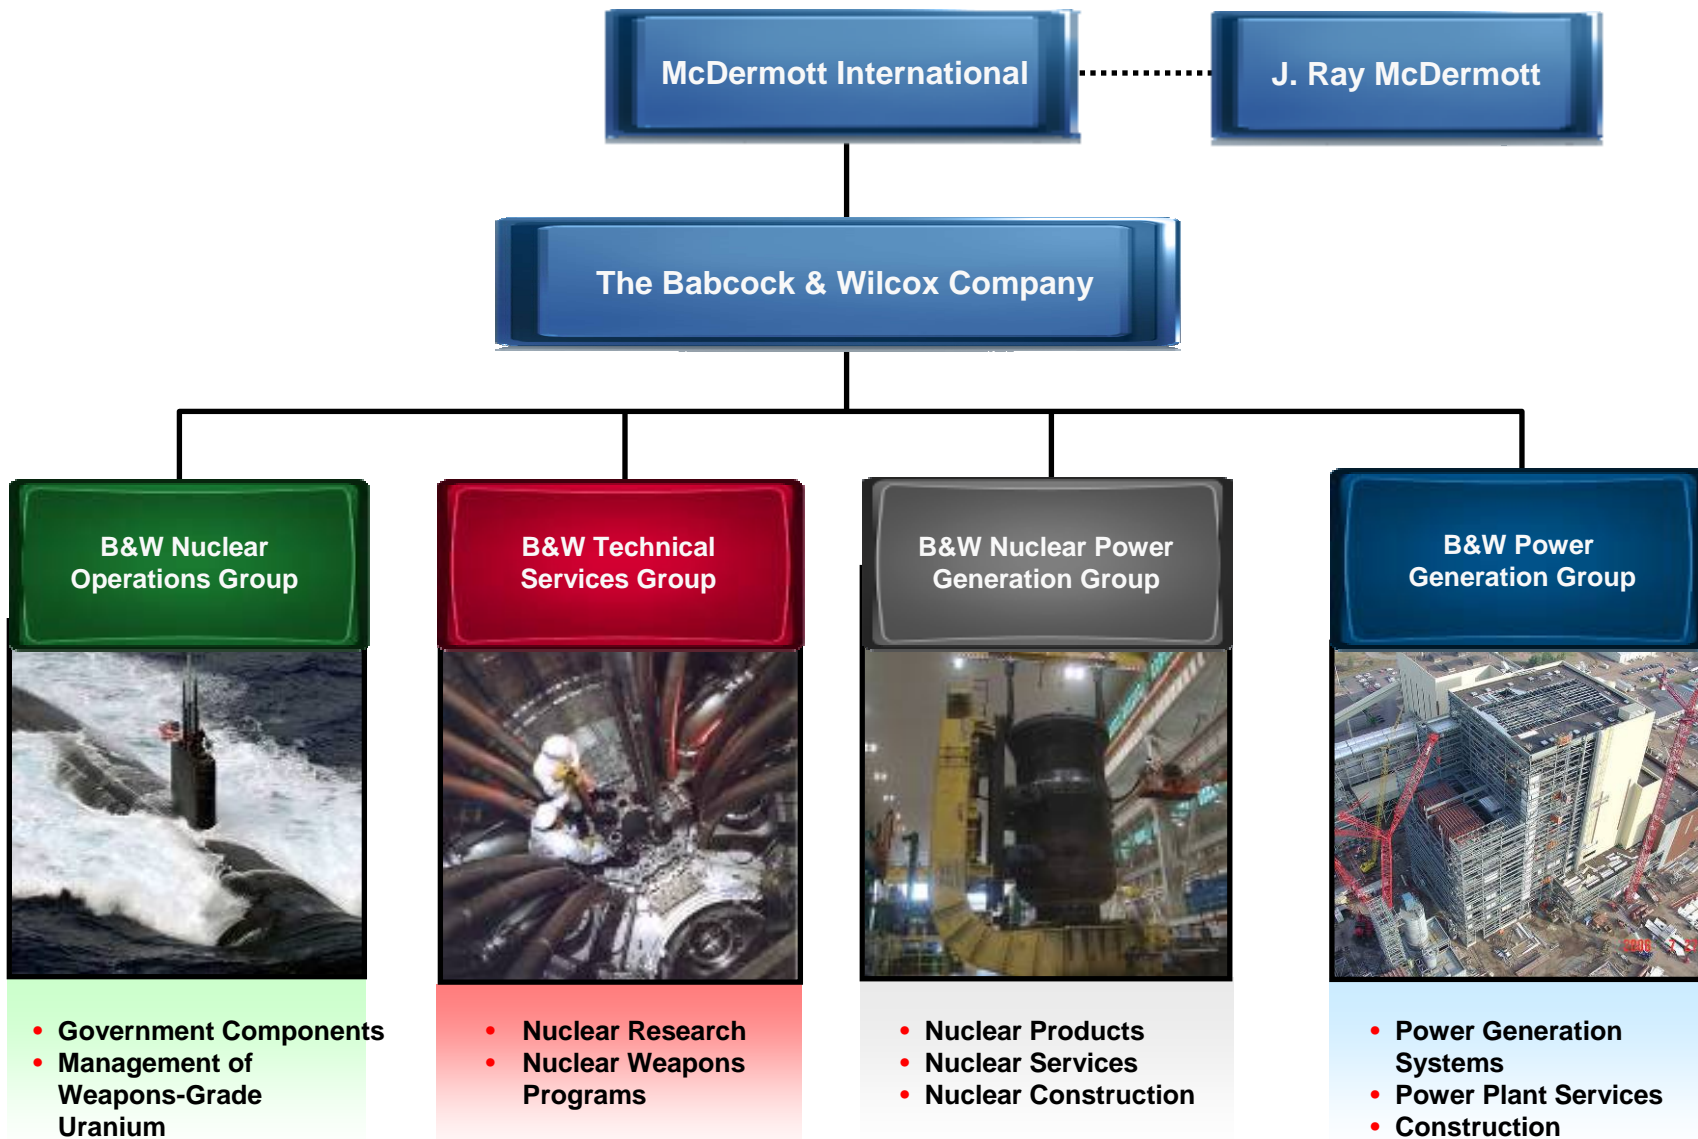 McDermott International
J. Ray McDermott
The Babcock & Wilcox Company
B&W Nuclear
Operations Group
B&W Technical
Services Group
B&W Nuclear Power
Generation Group
B&W Power
Generation Group
• Government Components
• Management of
Weapons-Grade
Uranium
• Nuclear Research
• Nuclear Weapons
Programs
• Nuclear Products
• Nuclear Services
• Nuclear Construction
• Power Generation
Systems
• Power Plant Services
• Construction